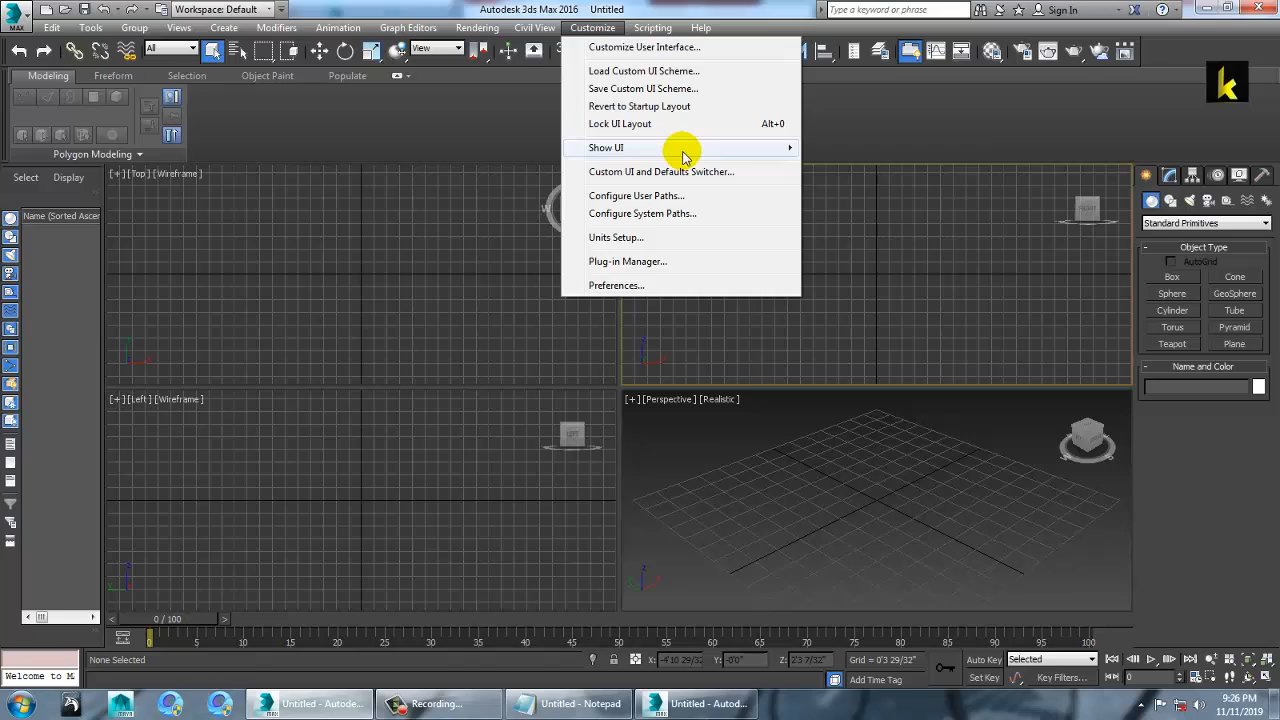 MAX
Workspace: Default
Autodesk 3ds Max 2016
Untitled
Type a keyword or phrase
Sign In
Edit Tools Group Views Create Modifiers Animation Graph Editors Rendering Civil View Customize Scripting Help
All
View
Modeling Freeform Selection Object Paint Populate
Polygon Modeling
Customize User Interface...
Load Custom UI Scheme...
Save Custom UI Scheme...
Revert to Startup Layout
Lock UI Layout Alt+0
Show UI
Custom UI and Defaults Switcher...
Configure User Paths...
Configure System Paths...
Units Setup...
Plug-in Manager...
Preferences...
k
Select... Display...
Name (Sorted Ascen
[+] [Top] [Wireframe]
FRONT
Standard Primitives
Object Type
AutoGrid
Box Cone
Sphere GeoSphere
Cylinder Tube
Torus Pyramid
Teapot Plane
Name and Color
[+] [Left] [Wireframe]
LEFT
[+] [Perspective] [Realistic]
0 / 100
0 5 10 15 20 25 30 35 40 45 50 55 60 65 70 75 80 85 90 95 100
None Selected
X: -4'10 29/32 Y: -0'0" Z: 2'3 7/32" Grid = 0'3 29/32"
Auto Key Selected
Set Key Key Filters...
0
Welcome to M
Add Time Tag
Untitled - Autode...
Recording...
Untitled - Notepad
Untitled - Autod...
9:26 PM
11/11/2019